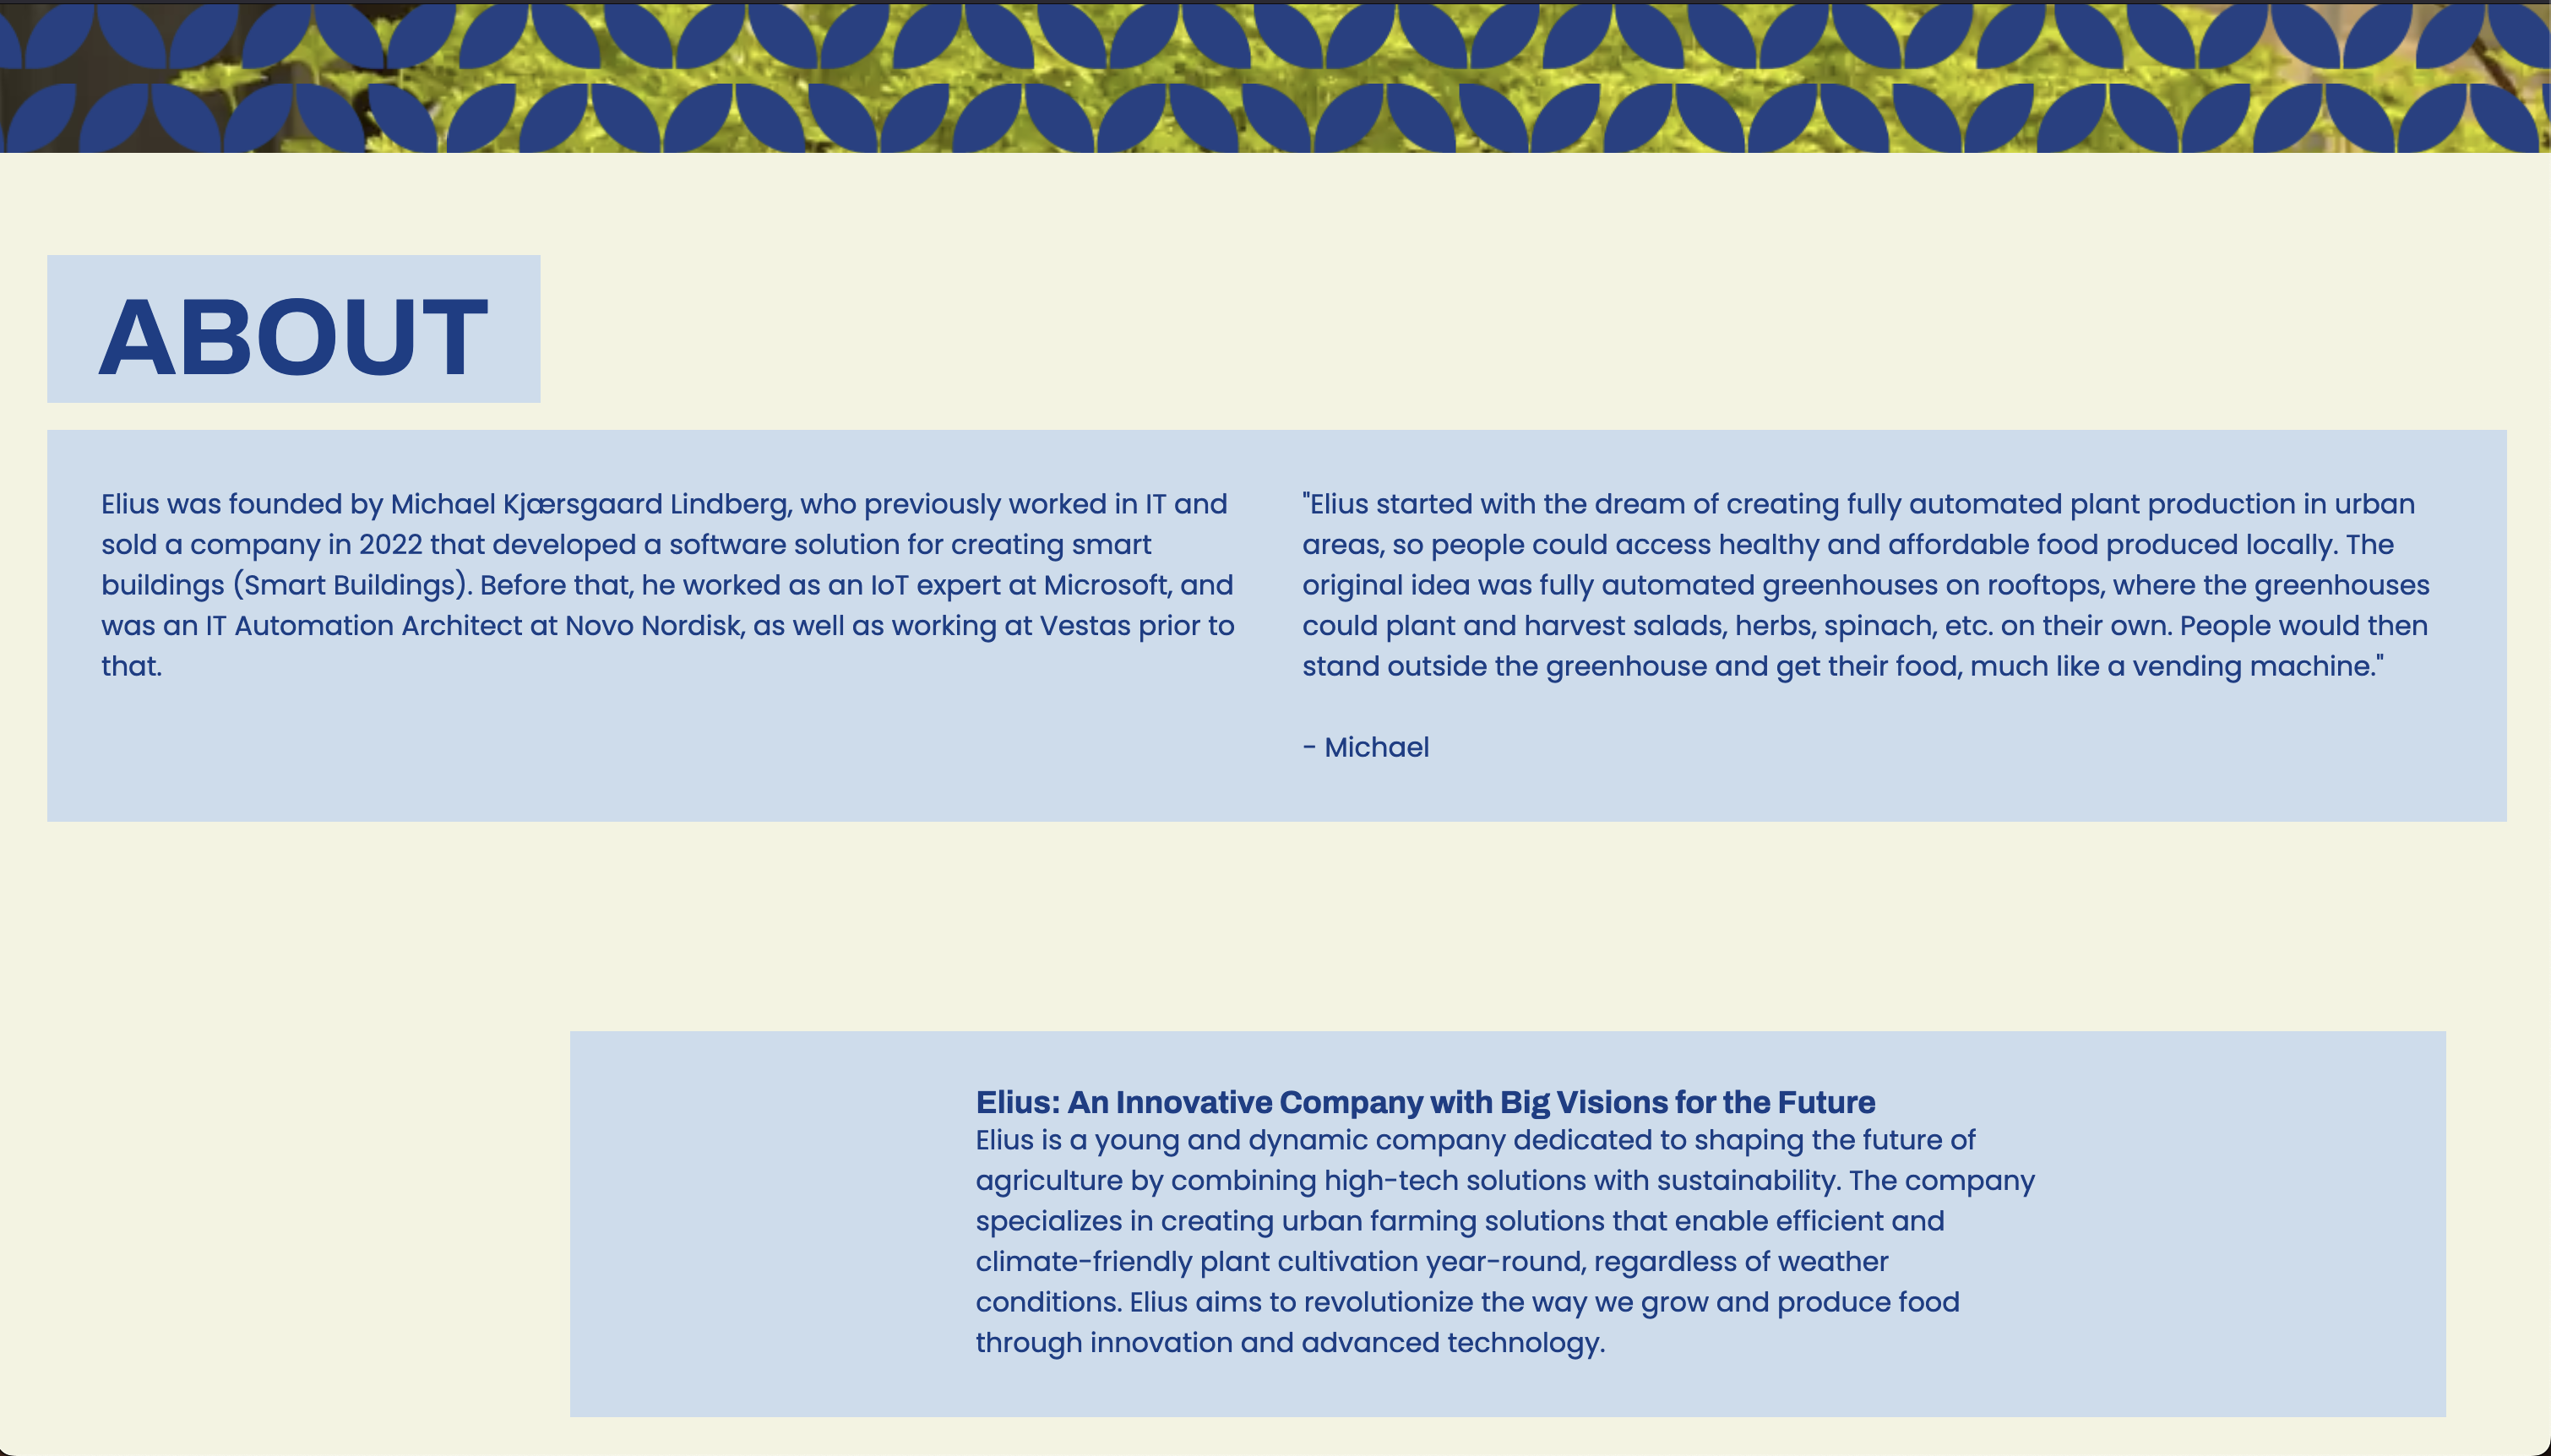 ABOUT
Elius was founded by Michael Kjærsgaard Lindberg, who previously worked in IT and
sold a company in 2022 that developed a software solution for creating smart
buildings (Smart Buildings). Before that, he worked as an IoT expert at Microsoft, and
was an IT Automation Architect at Novo Nordisk, as well as working at Vestas prior to
that.
"Elius started with the dream of creating fully automated plant production in urban
areas, so people could access healthy and affordable food produced locally. The
original idea was fully automated greenhouses on rooftops, where the greenhouses
could plant and harvest salads, herbs, spinach, etc. on their own. People would then
stand outside the greenhouse and get their food, much like a vending machine."
- Michael
Elius: An Innovative Company with Big Visions for the Future
Elius is a young and dynamic company dedicated to shaping the future of
agriculture by combining high-tech solutions with sustainability. The company
specializes in creating urban farming solutions that enable efficient and
climate-friendly plant cultivation year-round, regardless of weather
conditions. Elius aims to revolutionize the way we grow and produce food
through innovation and advanced technology.